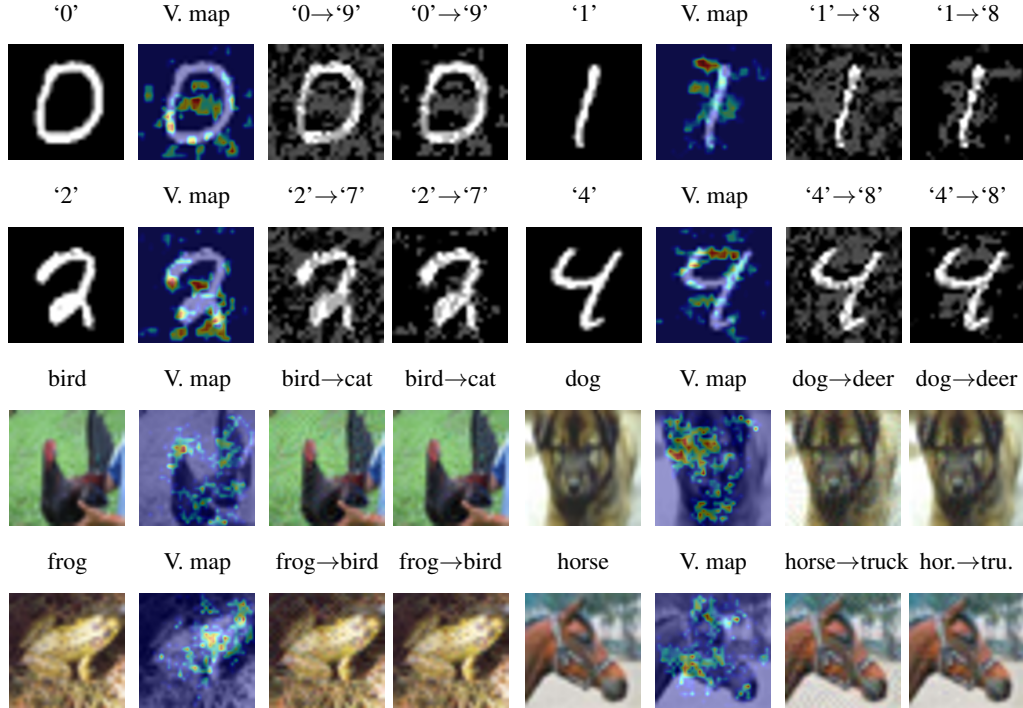 ‘0’ V. map ‘0→‘9’ ‘0’→‘9’ ‘1’ V. map ‘1’→‘8 ‘1→‘8
‘2’ V. map ‘2’→‘7’ ‘2’→‘7’ ‘4’ V. map ‘4’→‘8’ ‘4’→‘8’
bird V. map bird→cat bird→cat dog V. map dog→deer dog→deer
frog V. map frog→bird frog→bird horse V. map horse→truck hor.→tru.